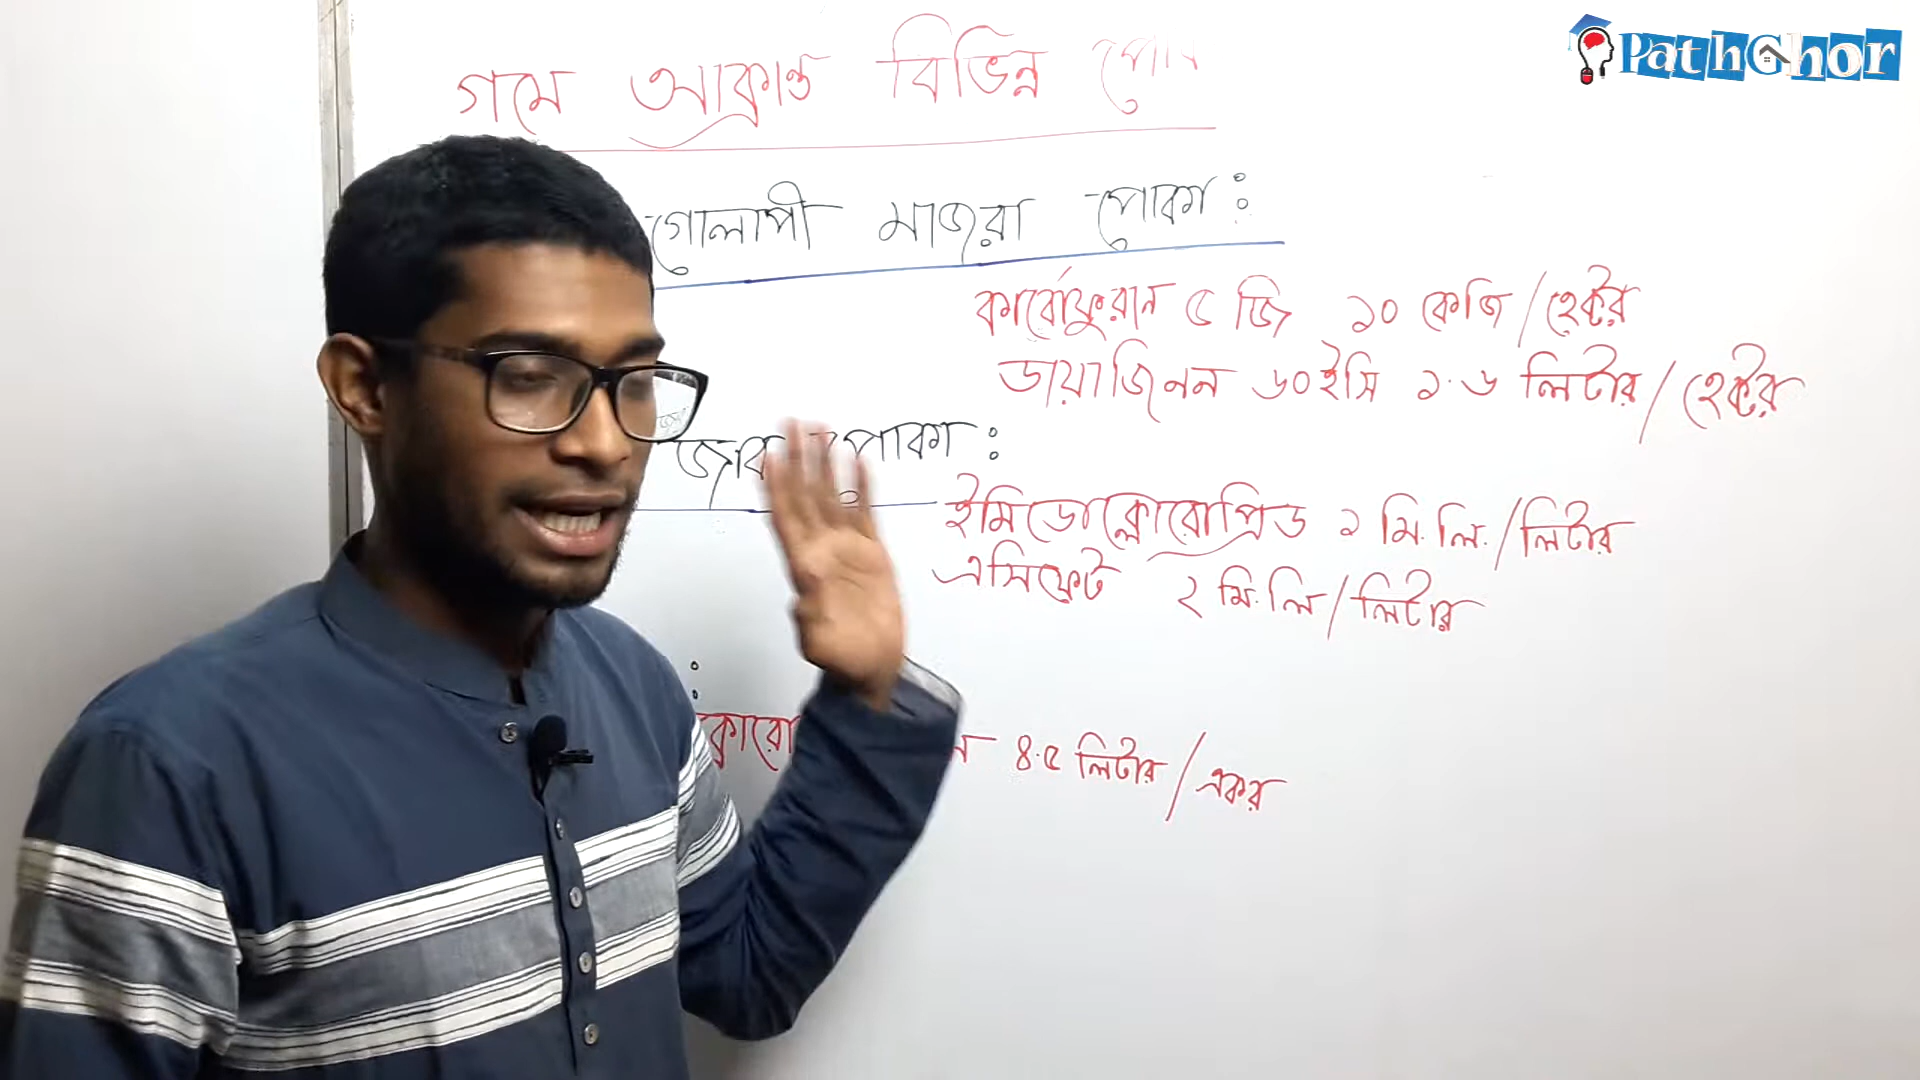 PathGhor
গমে আক্রান্ত বিভিন্ন
গোলাপী মাজরা পোকা :
কার্বোফুরান ৫ জি ১০ কেজি/হেক্টর
ডায়াজিনন ৬০ইসি ১.৬ লিটার/হেক্টর
জাব পোকা :
ইমিডোক্লোরোপ্রিড ১ মি.লি./লিটার
এসিফেট ২ মি.লি/লিটার
:
৪.৫ লিটার/একর